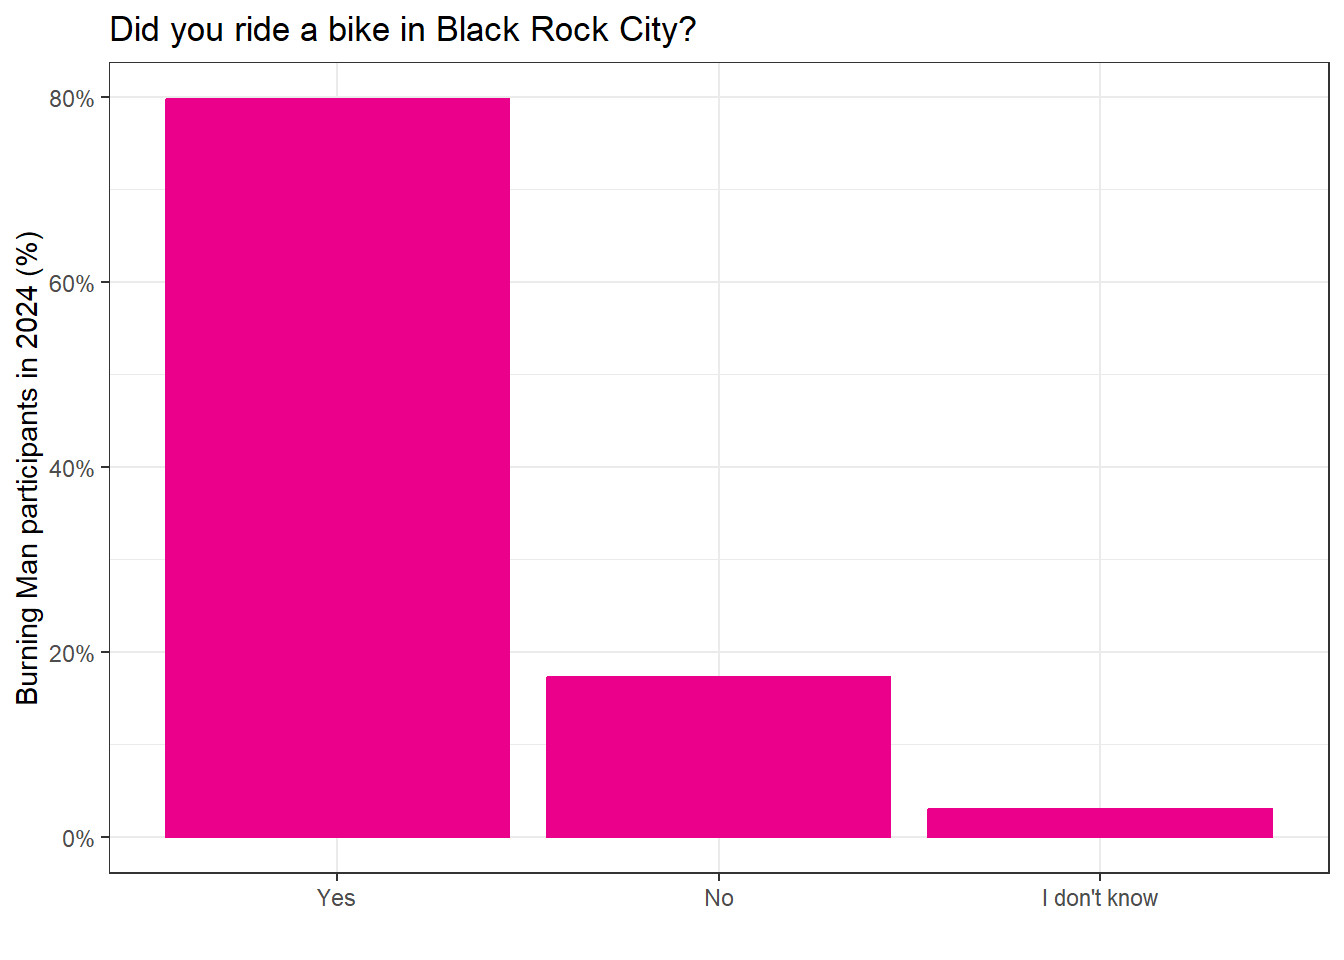 Did you ride a bike in Black Rock City?
Burning Man participants in 2024 (%)
80%
60%
40%
20%
0%
Yes
No
I don't know